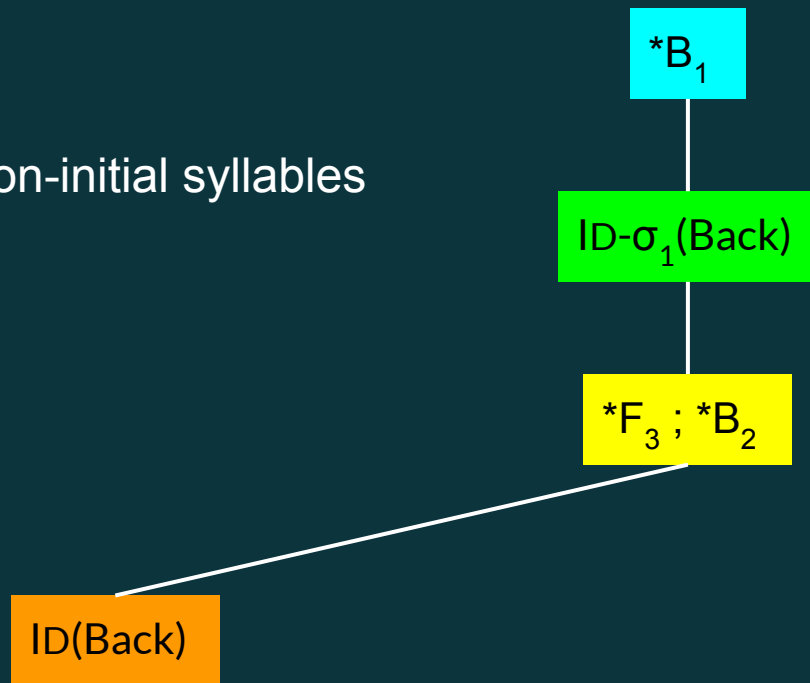 *B₁
on-initial syllables
ID-σ₁(Back)
*F₃ ; *B₂
ID(Back)